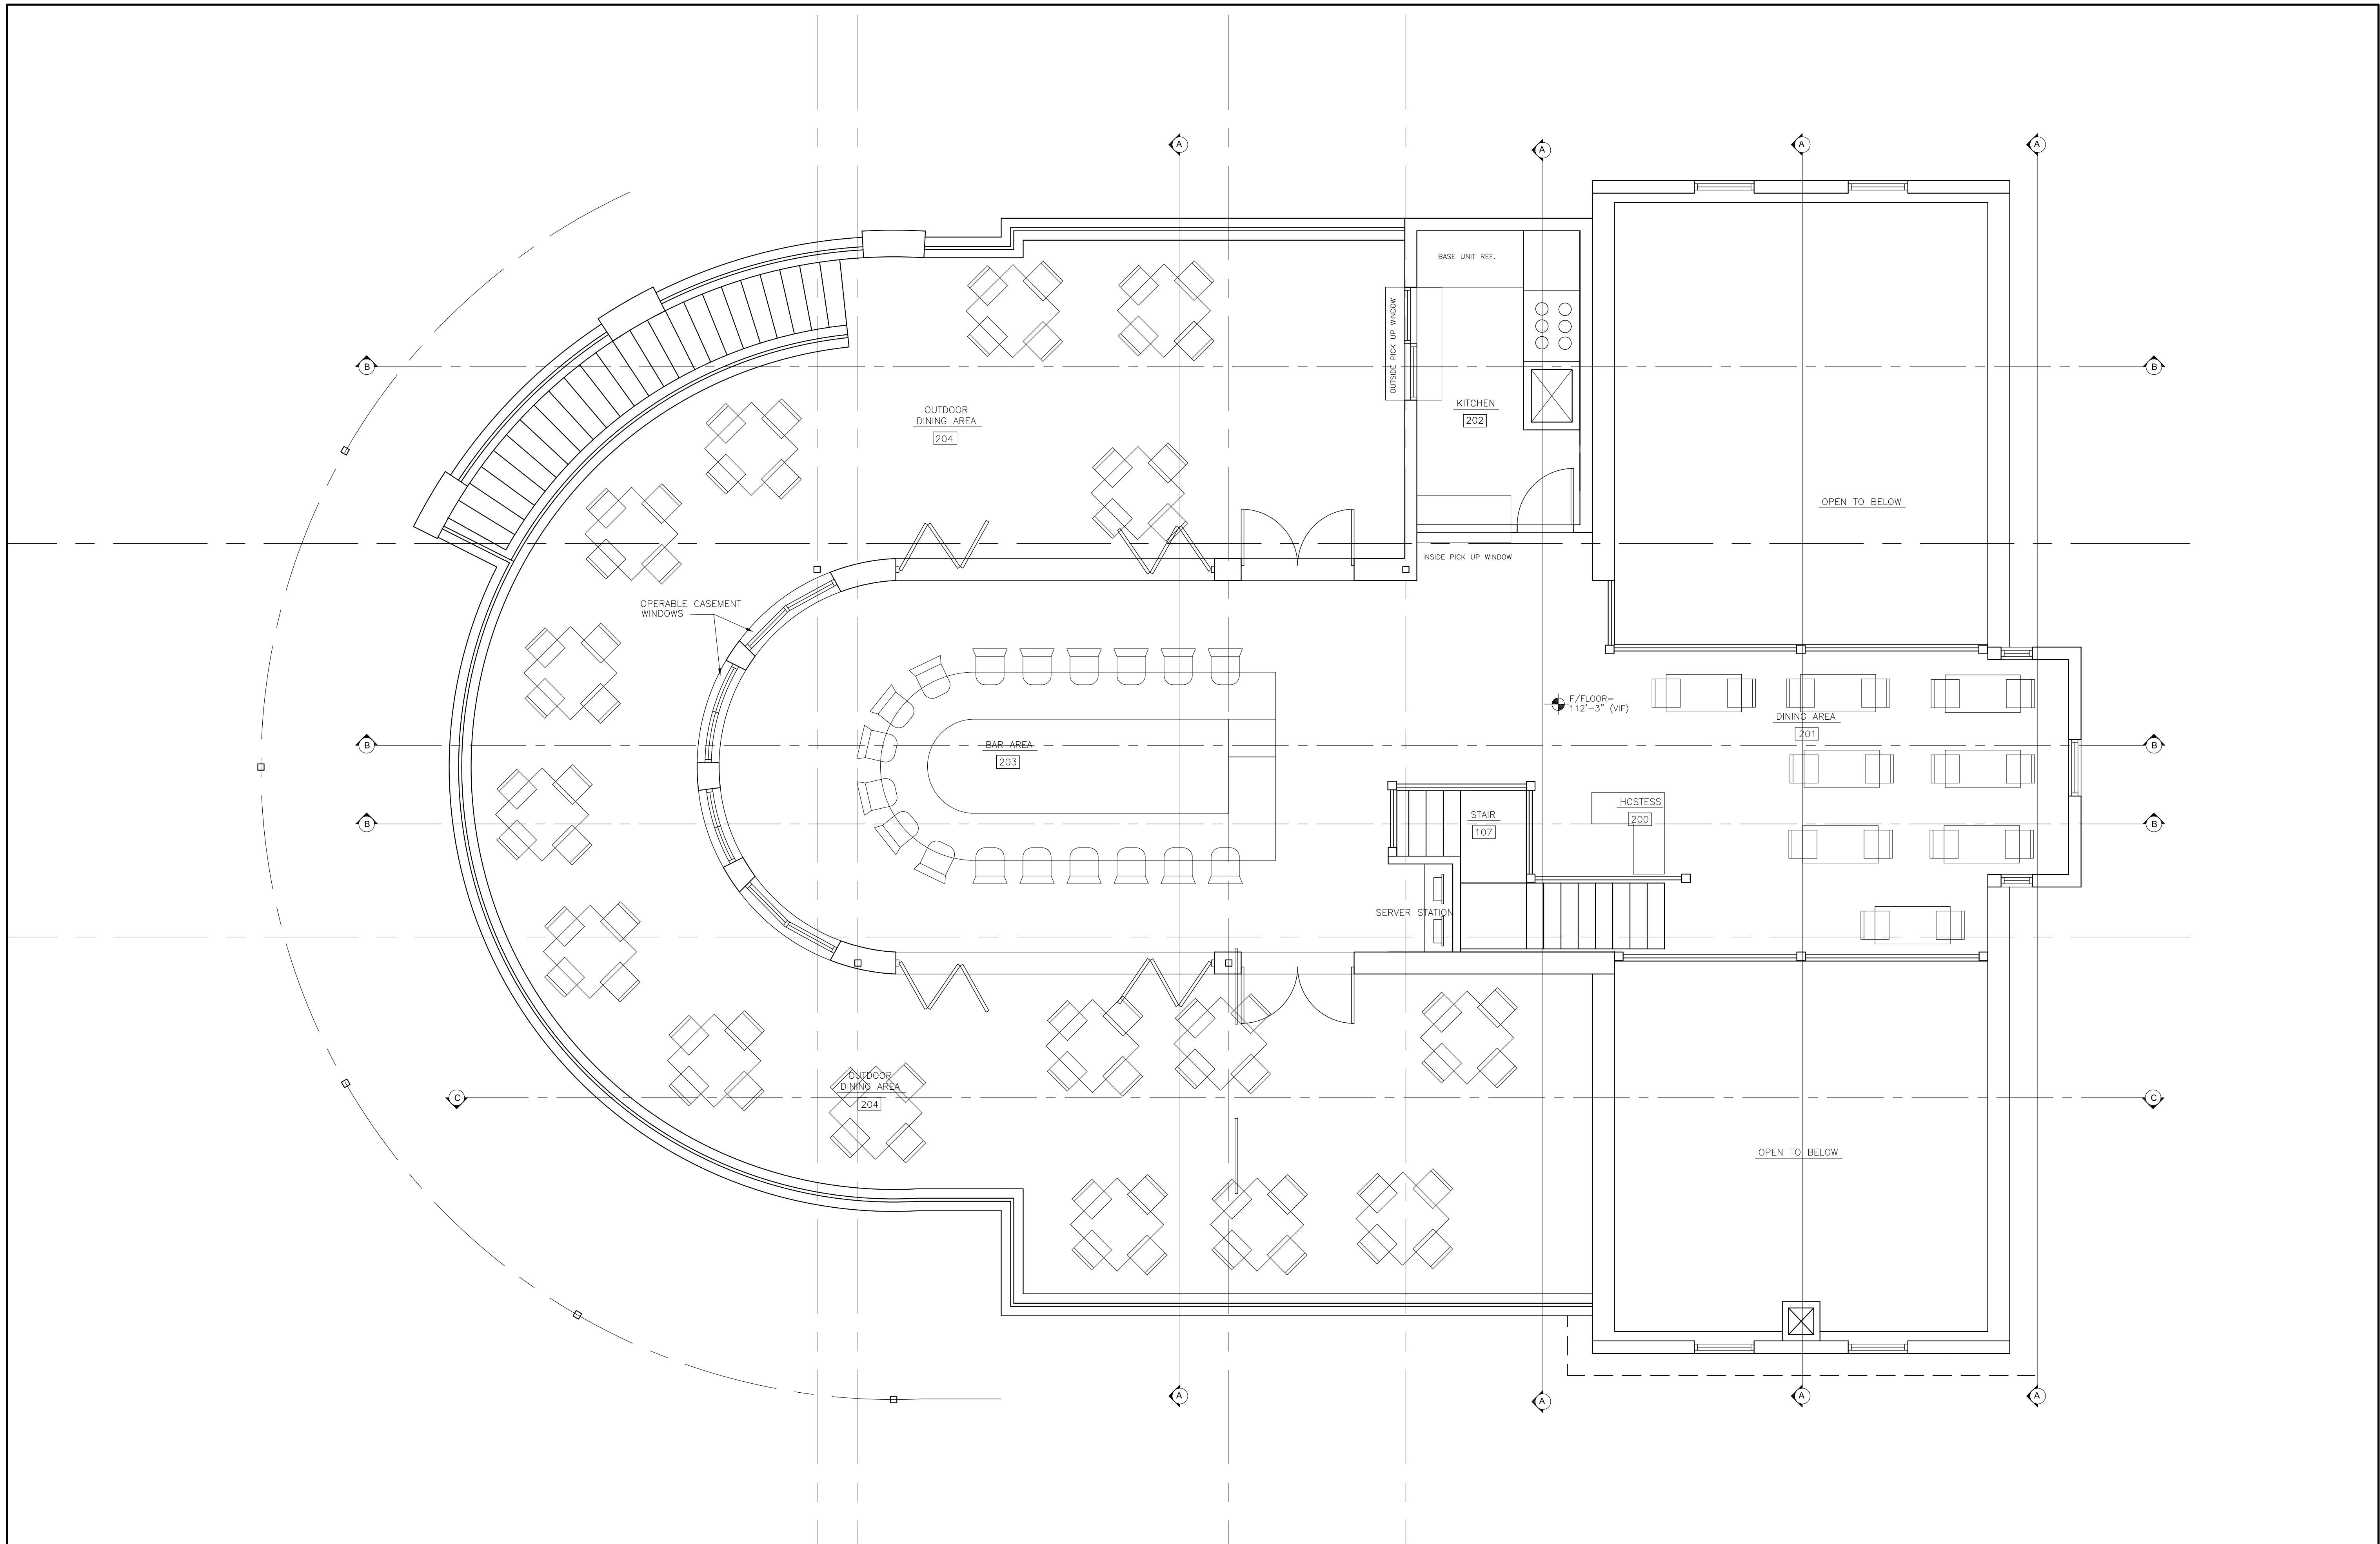 A
A
A
A
BASE UNIT REF.
OUTSIDE PICK UP WINDOW
B
B
KITCHEN
202
OUTDOOR
DINING AREA
204
OPEN TO BELOW
INSIDE PICK UP WINDOW
OPERABLE CASEMENT
WINDOWS
F/FLOOR=
112'-3" (VIF)
DINING AREA
201
B
BAR AREA
203
B
HOSTESS
200
STAIR
107
B
B
SERVER STATION
OUTDOOR
DINING AREA
204
C
C
OPEN TO BELOW
A
A
A
A